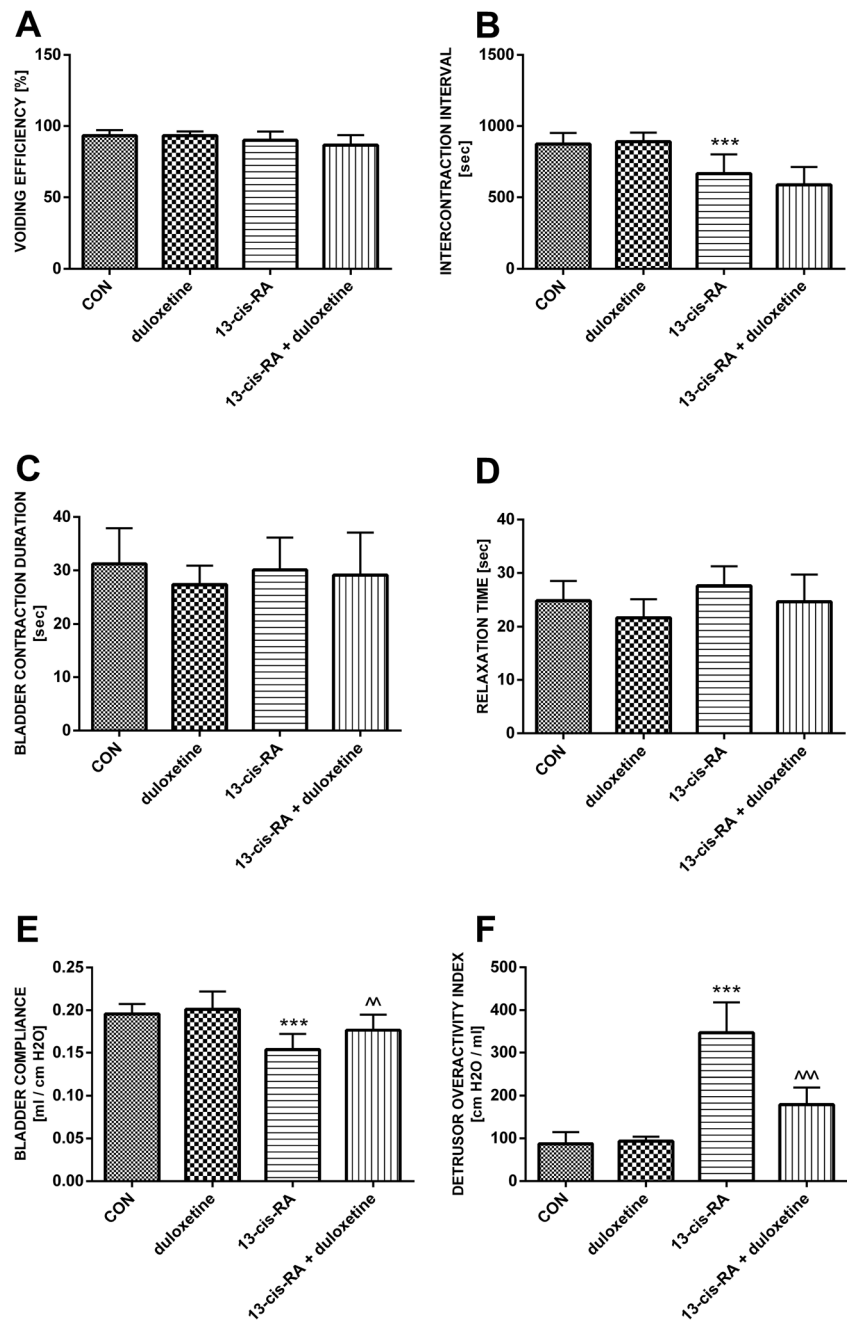 A
VOIDING EFFICIENCY [%]
150
100
50
0
CON
duloxetine
13-cis-RA
13-cis-RA + duloxetine
B
INTERCONTRACTION INTERVAL
[sec]
1500
1000
500
0
***
CON
duloxetine
13-cis-RA
13-cis-RA + duloxetine
C
BLADDER CONTRACTION DURATION
[sec]
40
30
20
10
0
CON
duloxetine
13-cis-RA
13-cis-RA + duloxetine
D
RELAXATION TIME [sec]
40
30
20
10
0
CON
duloxetine
13-cis-RA
13-cis-RA + duloxetine
E
BLADDER COMPLIANCE
[ml / cm H2O]
0.25
0.20
0.15
0.10
0.05
0.00
***
^^
CON
duloxetine
13-cis-RA
13-cis-RA + duloxetine
F
DETRUSOR OVERACTIVITY INDEX
[cm H2O / ml]
500
400
300
200
100
0
***
^^^
CON
duloxetine
13-cis-RA
13-cis-RA + duloxetine